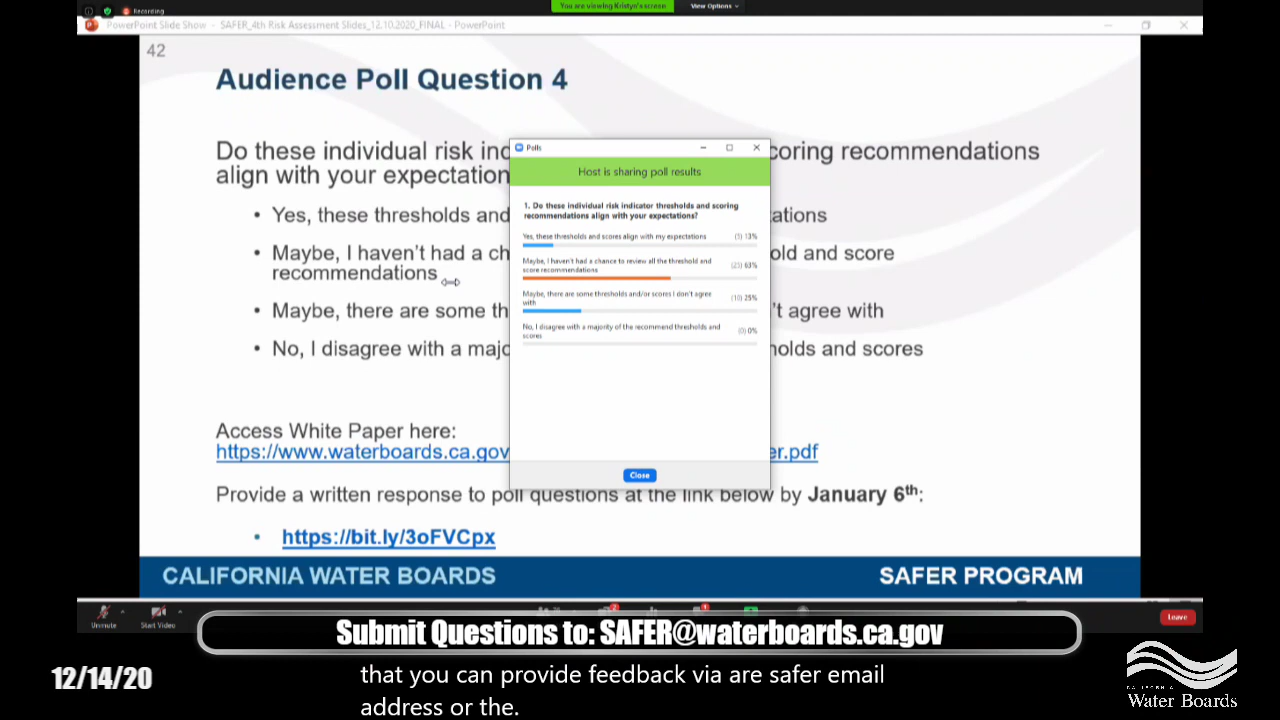 Recording
You are viewing Kristyn's screen
View Options
PowerPoint Slide Show - SAFER_4th Risk Assessment Slides_12.10.2020_FINAL - PowerPoint
42
Audience Poll Question 4
Do these individual risk ind
coring recommendations
align with your expectation
Yes, these thresholds and
ations
• Maybe, I haven't had a ch
old and score
recommendations
• Maybe, there are some th
't agree with
• No, I disagree with a majo
holds and scores
Polls
Host is sharing poll results
1. Do these individual risk indicator thresholds and scoring
recommendations align with your expectations?
Yes, these thresholds and scores align with my expectations
13%
Maybe, I haven't had a chance to review all the threshold and
score recommendations
(25) 63%
Maybe, there are some thresholds and/or scores I don't agree
with
(10) 25%
No, I disagree with a majority of the recommend thresholds and
scores
(0) 0%
Close
Access White Paper here:
https://www.waterboards.ca.gov
er.pdf
Provide a written response to poll questions at the link below by January 6th:
• https://bit.ly/3oFVCpx
CALIFORNIA WATER BOARDS
SAFER PROGRAM
Unmute
Start Video
Leave
Submit Questions to: SAFER@waterboards.ca.gov
that you can provide feedback via are safer email
address or the.
12/14/20
CALIFORNIA
Water Boards